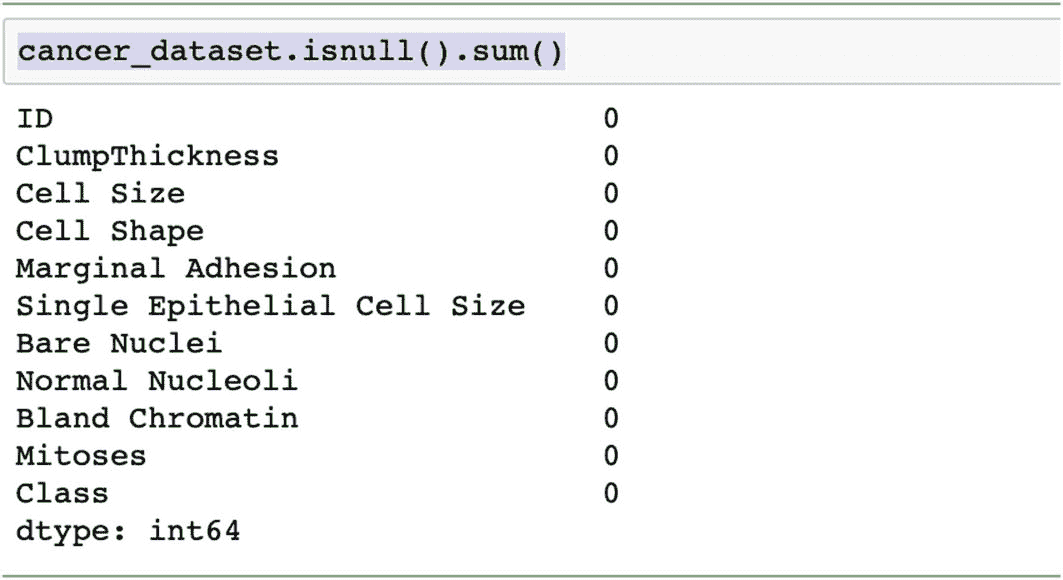 cancer_dataset.isnull().sum()
ID 0
ClumpThickness 0
Cell Size 0
Cell Shape 0
Marginal Adhesion 0
Single Epithelial Cell Size 0
Bare Nuclei 0
Normal Nucleoli 0
Bland Chromatin 0
Mitoses 0
Class 0
dtype: int64